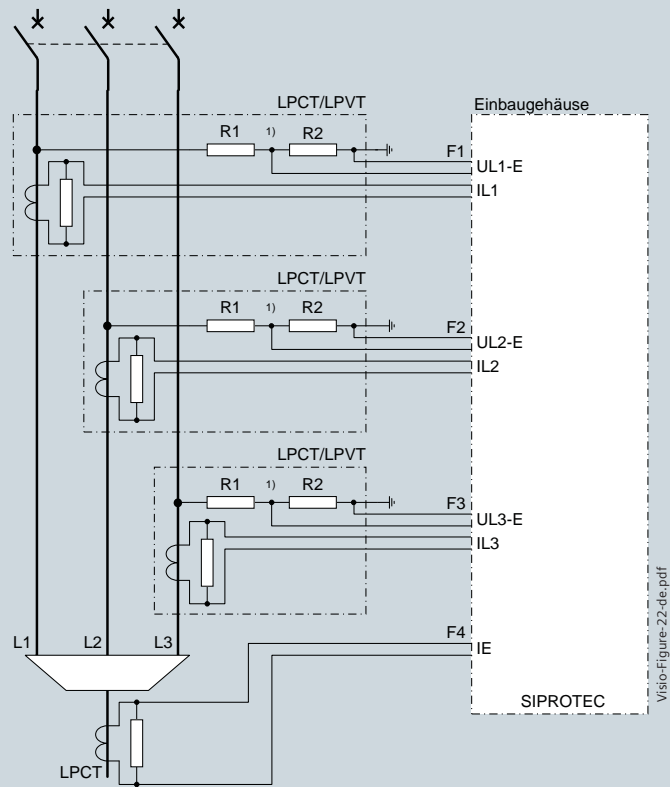 LPCT/LPVT
Einbaugehäuse
R1
1)
R2
F1
UL1-E
IL1
LPCT/LPVT
R1
1)
R2
F2
UL2-E
IL2
LPCT/LPVT
R1
1)
R2
F3
UL3-E
IL3
L1
L2
L3
F4
IE
SIPROTEC
LPCT
Visio-Figure-22-de.pdf